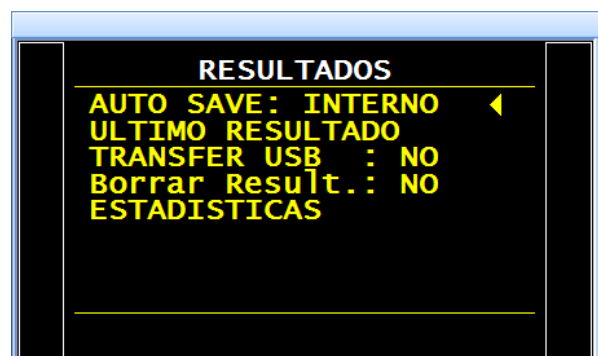 RESULTADOS
AUTO SAVE: INTERNO
ULTIMO RESULTADO
TRANSFER USB : NO
Borrar Result.: NO
ESTADISTICAS